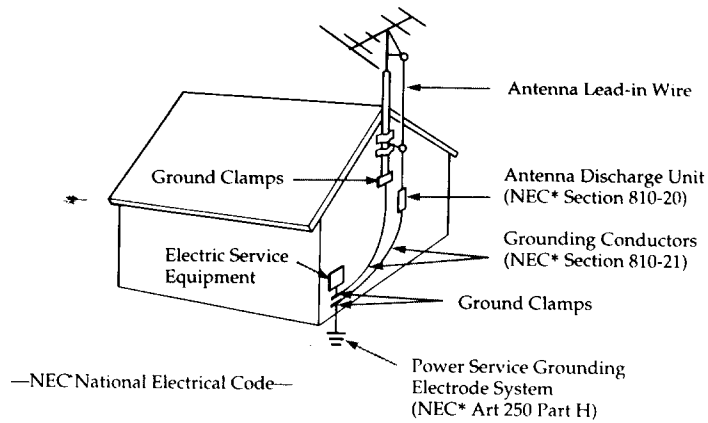 Antenna Lead-in Wire
Ground Clamps
Antenna Discharge Unit
(NEC* Section 810-20)
Electric Service
Equipment
Grounding Conductors
(NEC* Section 810-21)
Ground Clamps
Power Service Grounding
Electrode System
(NEC* Art 250 Part H)
—NEC*National Electrical Code—